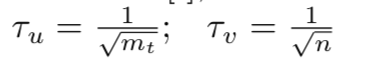 τ_u = 1/√m_t; τ_v = 1/√n